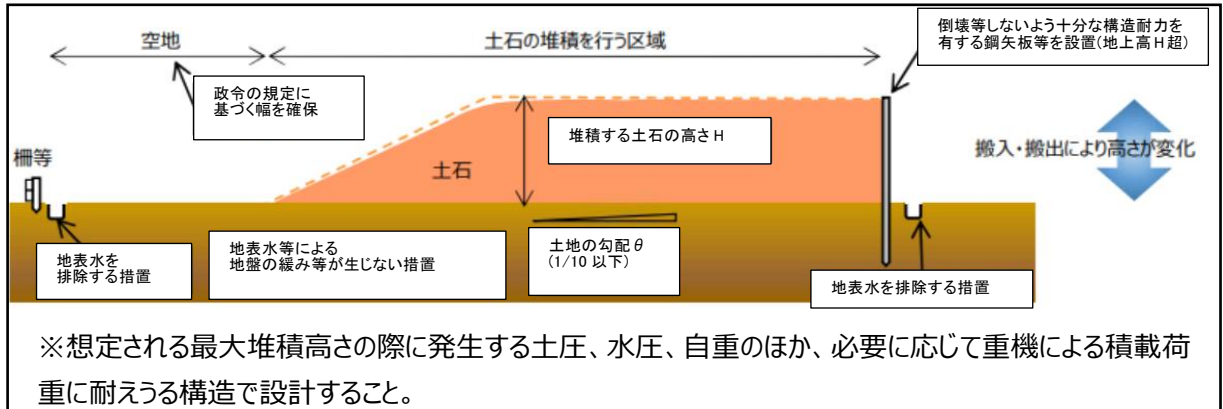 空地
土石の堆積を行う区域
倒壊等しないよう十分な構造耐力を
有する鋼矢板等を設置(地上高H超)
政令の規定に
基づく幅を確保
堆積する土石の高さH
搬入・搬出により高さが変化
柵等
土石
地表水を
排除する措置
地表水等による
地盤の緩み等が生じない措置
土地の勾配θ
(1/10以下)
地表水を排除する措置
※想定される最大堆積高さの際に発生する土圧、水圧、自重のほか、必要に応じて重機による積載荷
重に耐えうる構造で設計すること。